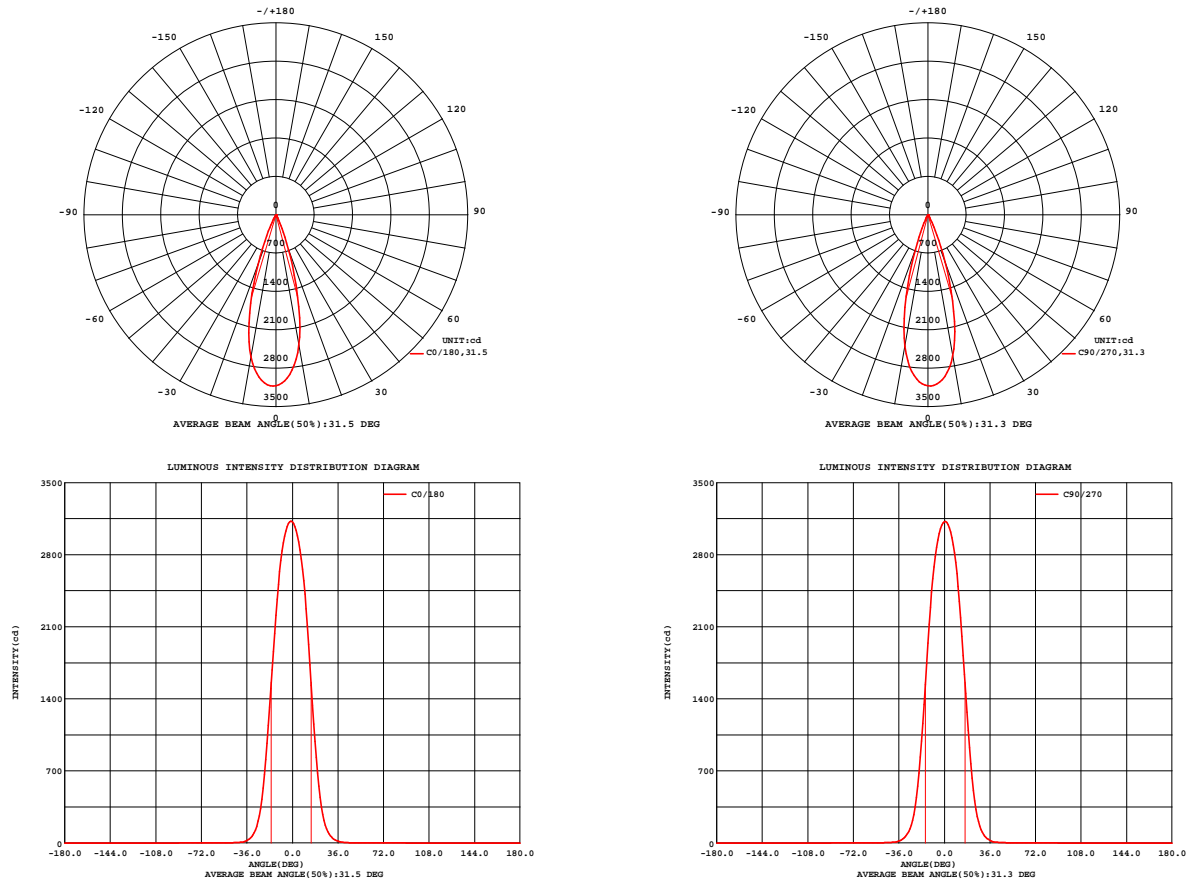 -/+180
-150
150
-120
120
-90
90
0
700
1400
2100
2800
3500
-60
60
-30
30
0
UNIT:cd
C0/180,31.5
AVERAGE BEAM ANGLE(50%):31.5 DEG
-/+180
-150
150
-120
120
-90
90
0
700
1400
2100
2800
3500
-60
60
-30
30
0
UNIT:cd
C90/270,31.3
AVERAGE BEAM ANGLE(50%):31.3 DEG
LUMINOUS INTENSITY DISTRIBUTION DIAGRAM
C0/180
3500
2800
2100
1400
700
0
INTENSITY(cd)
-180.0 -144.0 -108.0 -72.0 -36.0 0.0 36.0 72.0 108.0 144.0 180.0
ANGLE(DEG)
AVERAGE BEAM ANGLE(50%):31.5 DEG
LUMINOUS INTENSITY DISTRIBUTION DIAGRAM
C90/270
3500
2800
2100
1400
700
0
INTENSITY(cd)
-180.0 -144.0 -108.0 -72.0 -36.0 0.0 36.0 72.0 108.0 144.0 180.0
ANGLE(DEG)
AVERAGE BEAM ANGLE(50%):31.3 DEG